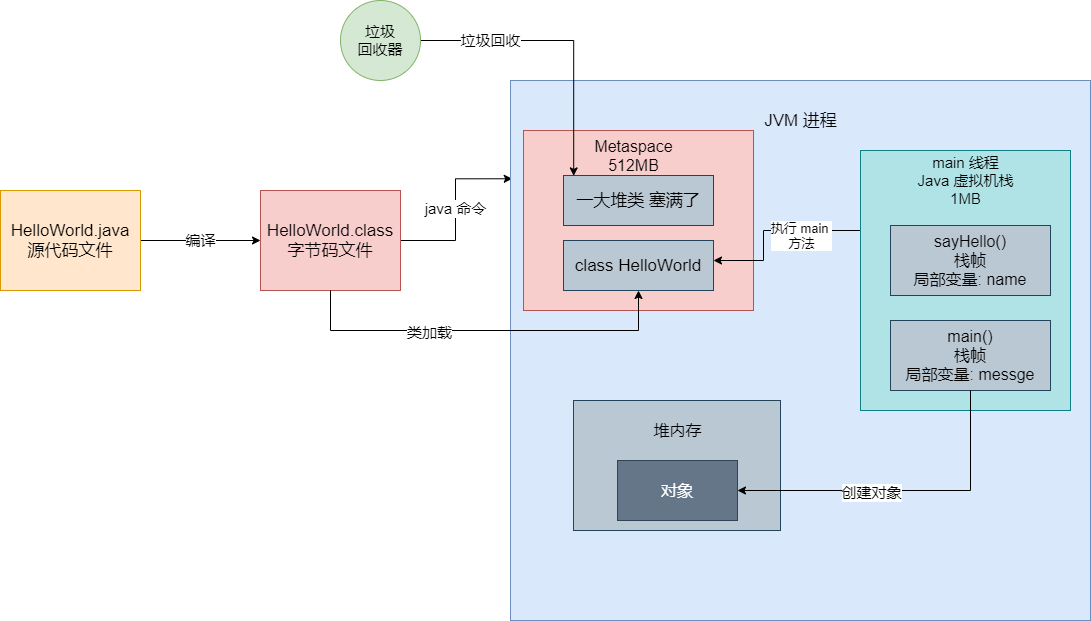 垃圾
回收器
垃圾回收
JVM 进程
Metaspace
512MB
一大堆类 塞满了
class HelloWorld
main 线程
Java 虚拟机栈
1MB
sayHello()
栈帧
局部变量: name
main()
栈帧
局部变量: messge
执行 main
方法
HelloWorld.java
源代码文件
编译
HelloWorld.class
字节码文件
java 命令
类加载
堆内存
对象
创建对象